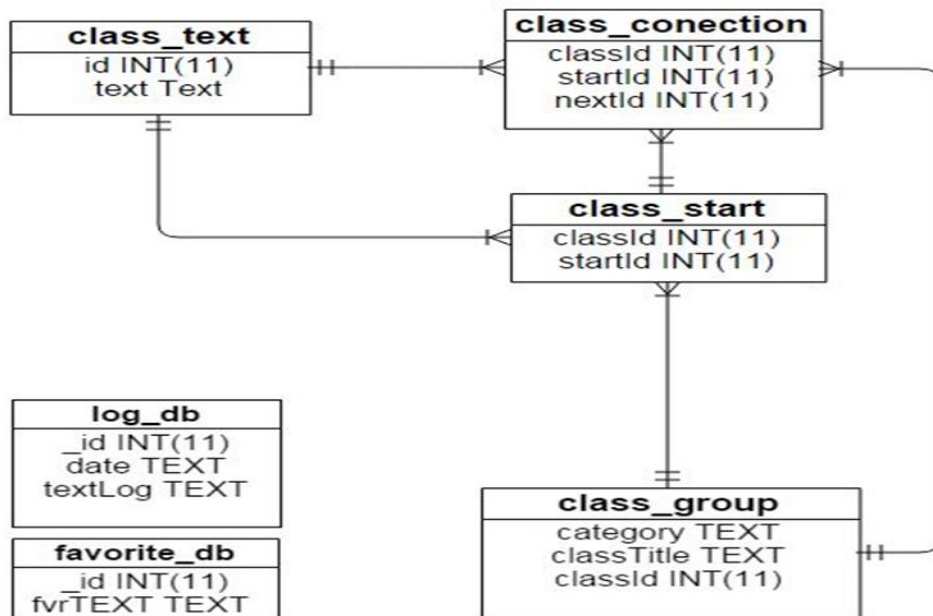 class_text
id INT(11)
text Text
class_conection
classId INT(11)
startId INT(11)
nextId INT(11)
class_start
classId INT(11)
startId INT(11)
log_db
_id INT(11)
date TEXT
textLog TEXT
favorite_db
_id INT(11)
fvrTEXT TEXT
class_group
category TEXT
classTitle TEXT
classId INT(11)